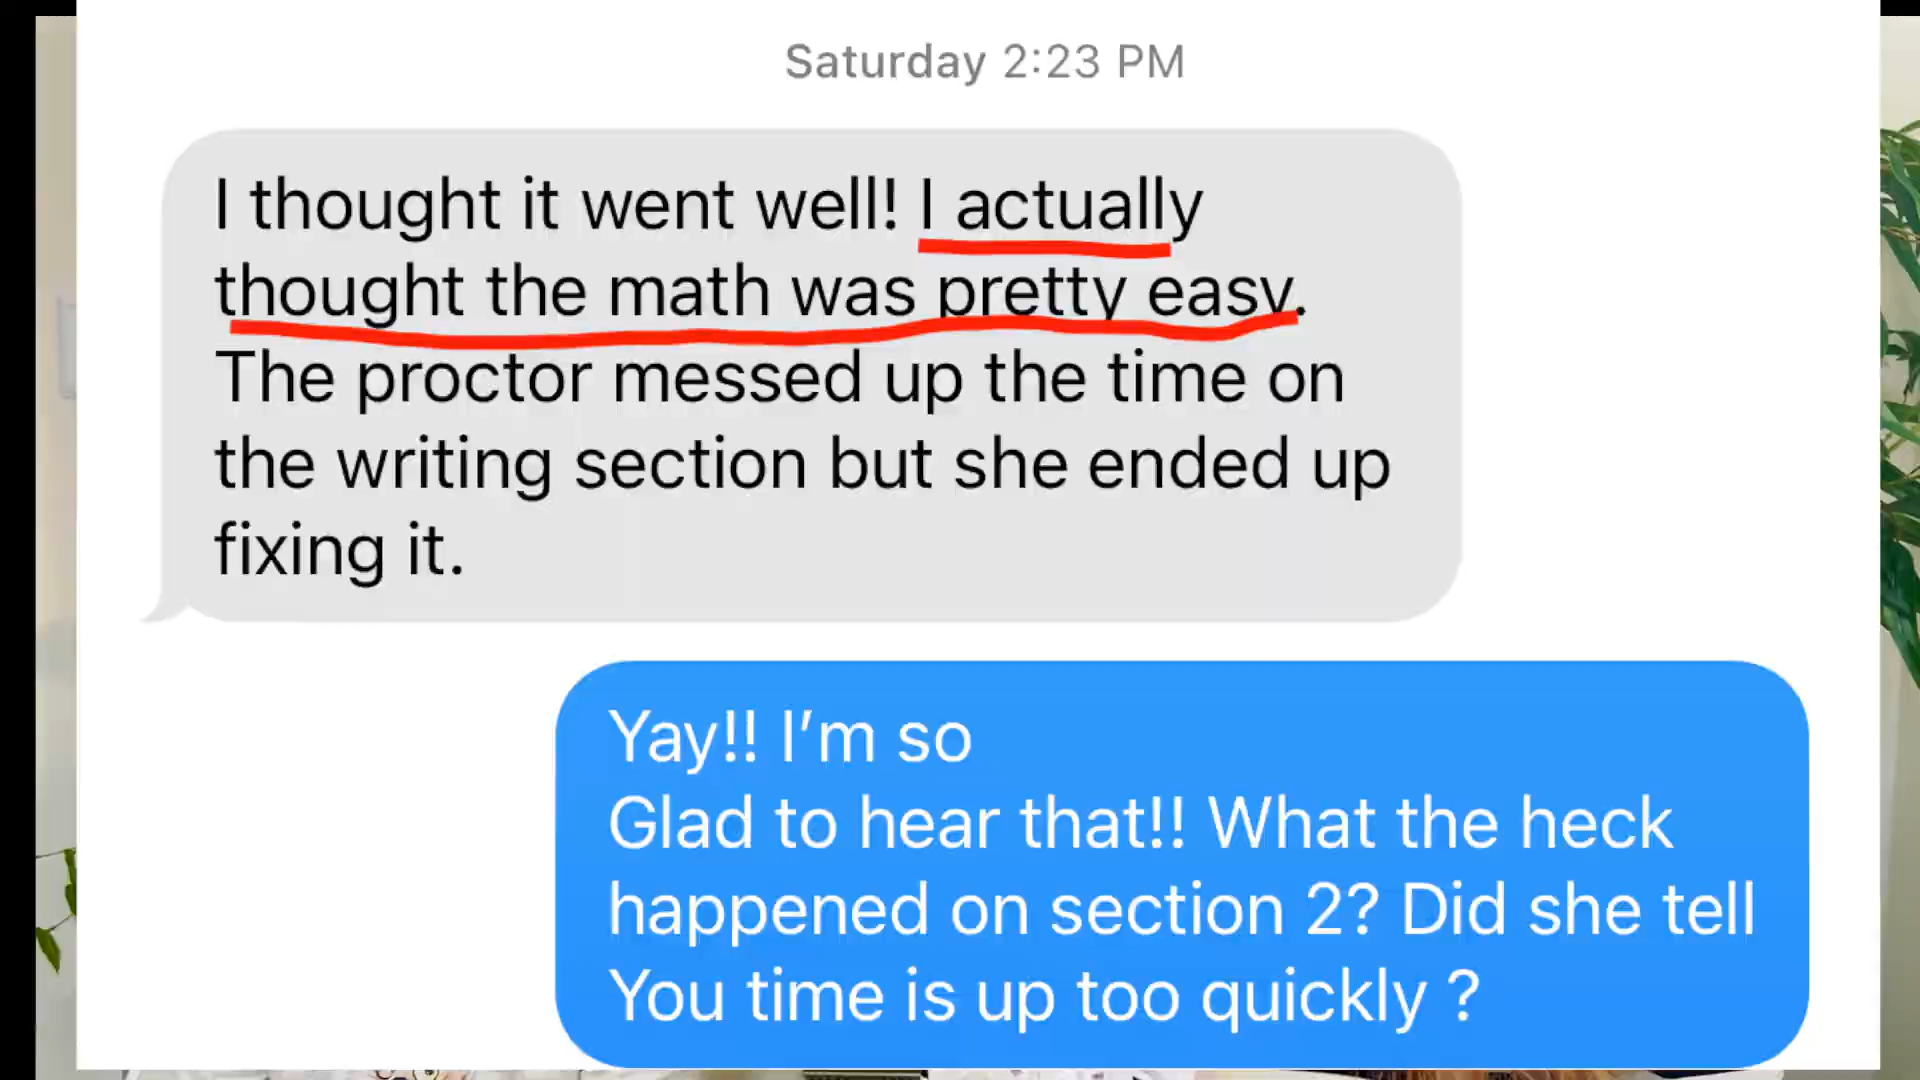 Saturday 2:23 PM
I thought it went well! I actually
thought the math was pretty easy.
The proctor messed up the time on
the writing section but she ended up
fixing it.
Yay!! I’m so
Glad to hear that!! What the heck
happened on section 2? Did she tell
You time is up too quickly ?